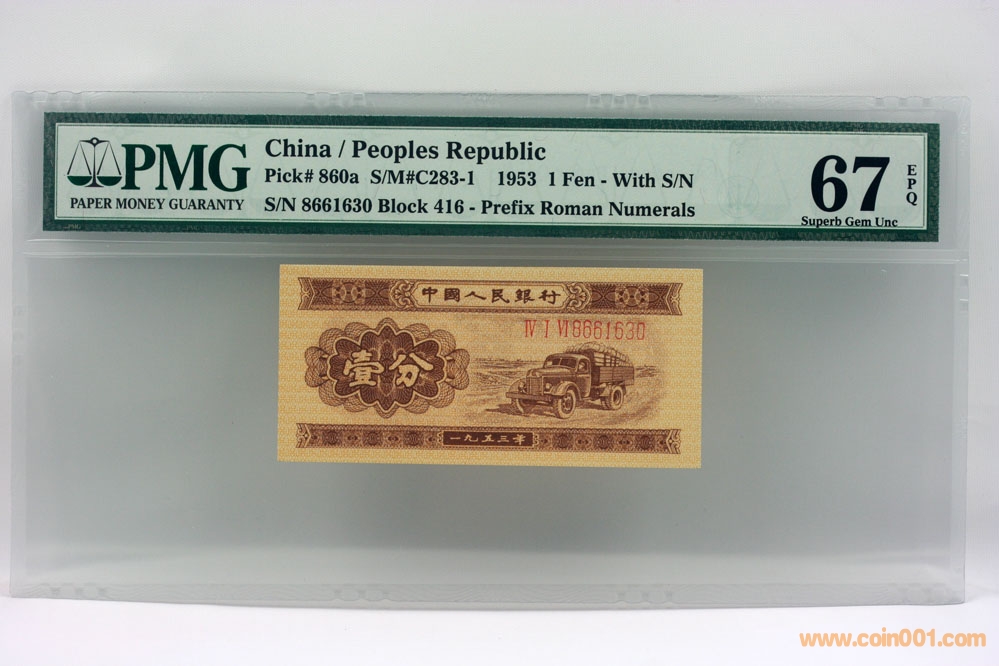 PMG
PAPER MONEY GUARANTY
China / Peoples Republic
Pick# 860a S/M#C283-1 1953 1 Fen - With S/N
S/N 8661630 Block 416 - Prefix Roman Numerals
67
EPQ
Superb Gem Unc
中國人民銀行
Ⅳ Ⅰ Ⅵ 8661630
壹分
一九五三年
www.coin001.com